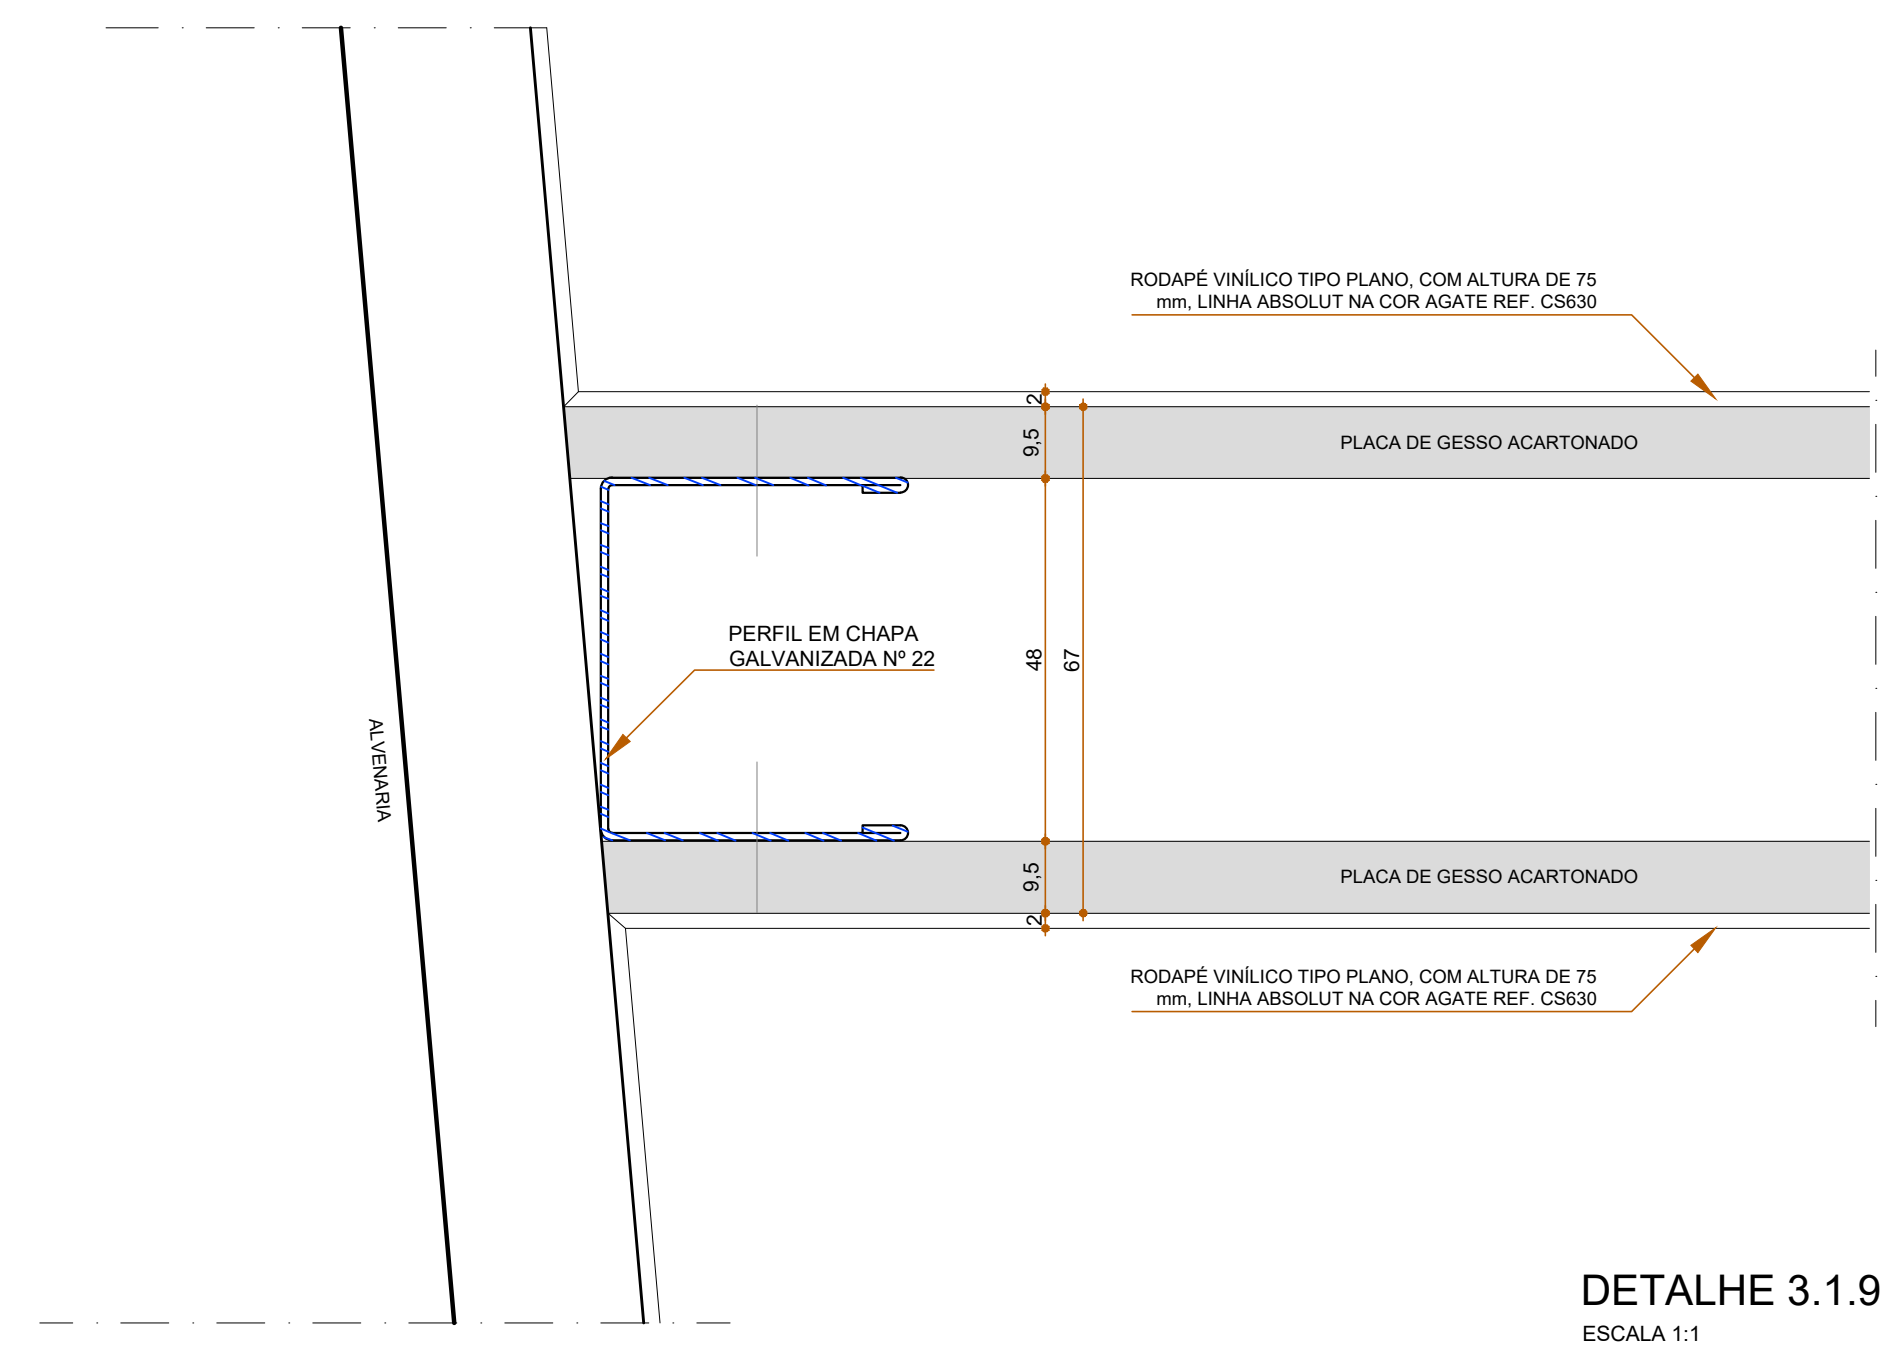 RODAPÉ VINÍLICO TIPO PLANO, COM ALTURA DE 75
mm, LINHA ABSOLUT NA COR AGATE REF. CS630
2
9,5
PLACA DE GESSO ACARTONADO
PERFIL EM CHAPA
GALVANIZADA Nº 22
48
67
ALVENARIA
9,5
PLACA DE GESSO ACARTONADO
2
RODAPÉ VINÍLICO TIPO PLANO, COM ALTURA DE 75
mm, LINHA ABSOLUT NA COR AGATE REF. CS630
DETALHE 3.1.9
ESCALA 1:1